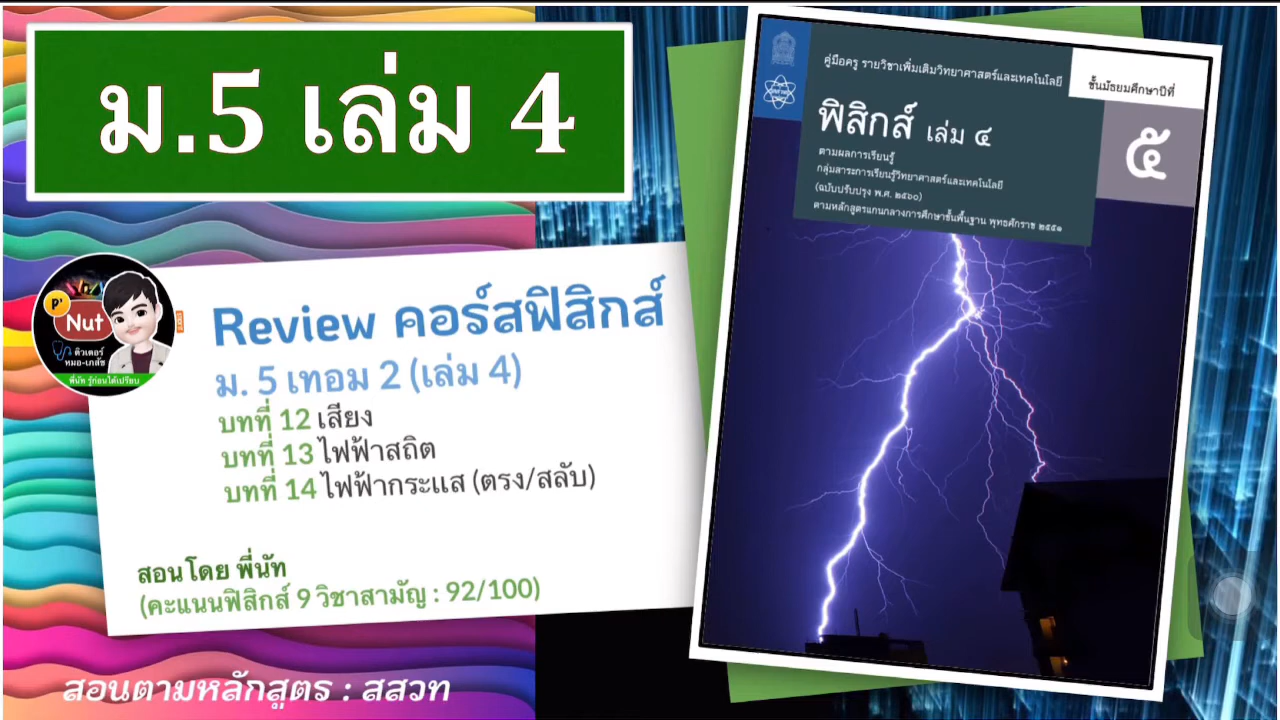 ม.5 เล่ม 4
คู่มือครู รายวิชาเพิ่มเติมวิทยาศาสตร์และเทคโนโลยี
ชั้นมัธยมศึกษาปีที่
ฟิสิกส์ เล่ม ๔
๕
ตามผลการเรียนรู้
กลุ่มสาระการเรียนรู้วิทยาศาสตร์และเทคโนโลยี
(ฉบับปรับปรุง พ.ศ. ๒๕๖๐)
ตามหลักสูตรแกนกลางการศึกษาขั้นพื้นฐาน พุทธศักราช ๒๕๕๑
P'
Nut
ติวเตอร์
หมอ-เภสัช
พี่นัท รู้ก่อนได้เปรียบ
Review คอร์สฟิสิกส์
ม. 5 เทอม 2 (เล่ม 4)
บทที่ 12 เสียง
บทที่ 13 ไฟฟ้าสถิต
บทที่ 14 ไฟฟ้ากระแส (ตรง/สลับ)
สอนโดย พี่นัท
(คะแนนฟิสิกส์ 9 วิชาสามัญ : 92/100)
สอนตามหลักสูตร : สสวท